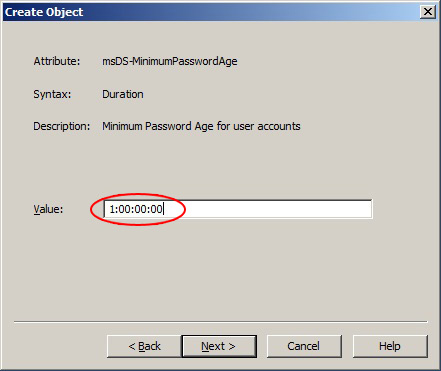 Create Object
Attribute: msDS-MinimumPasswordAge
Syntax: Duration
Description: Minimum Password Age for user accounts
Value: 1:00:00:00
< Back Next > Cancel Help